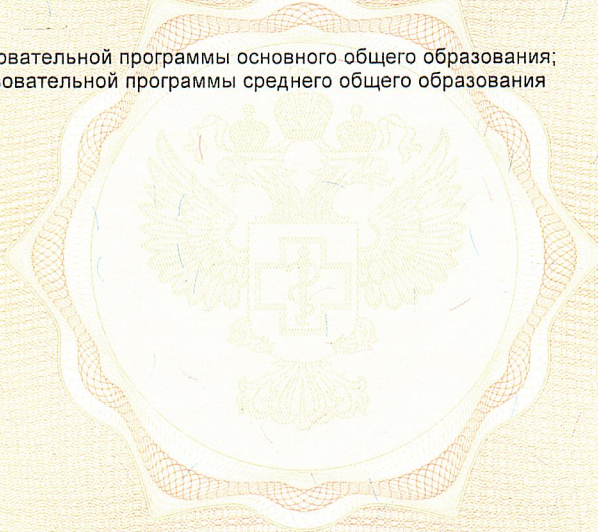 овательной программы основного общего образования;
овательной программы среднего общего образования